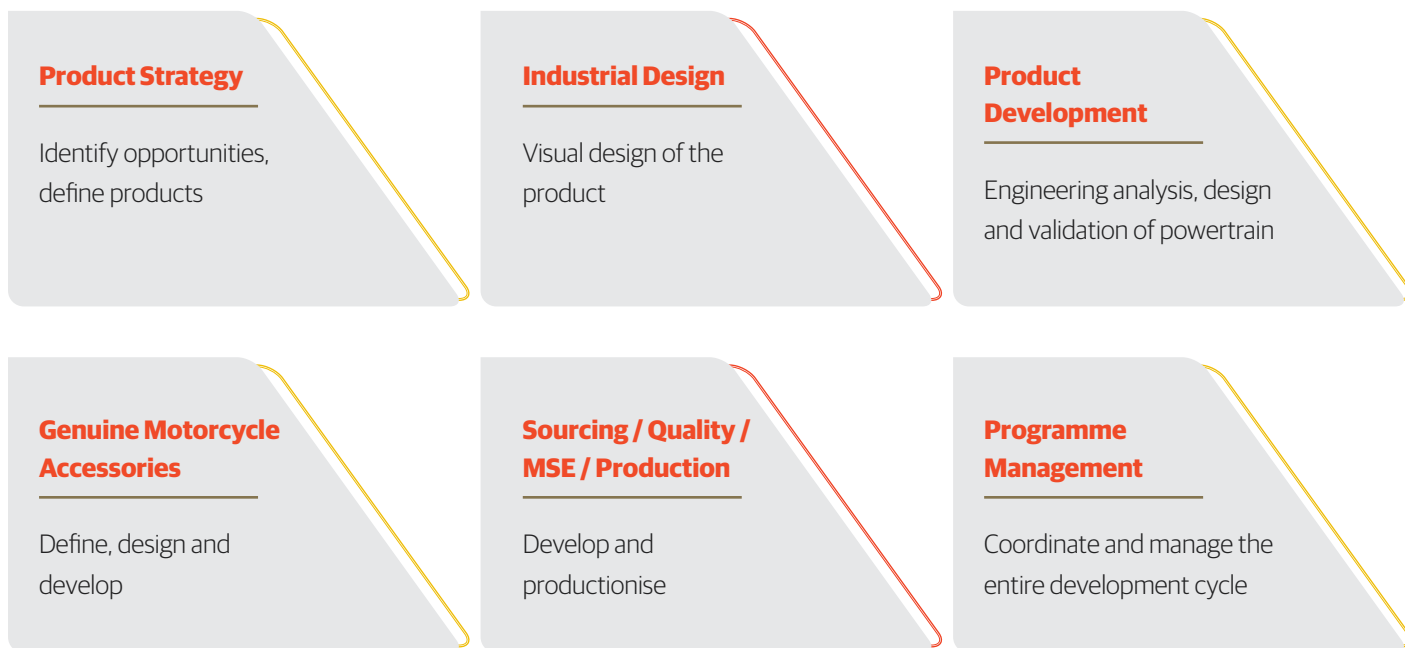 Product Strategy
Identify opportunities,
define products
Industrial Design
Visual design of the
product
Product
Development
Engineering analysis, design
and validation of powertrain
Genuine Motorcycle
Accessories
Define, design and
develop
Sourcing / Quality /
MSE / Production
Develop and
productionise
Programme
Management
Coordinate and manage the
entire development cycle